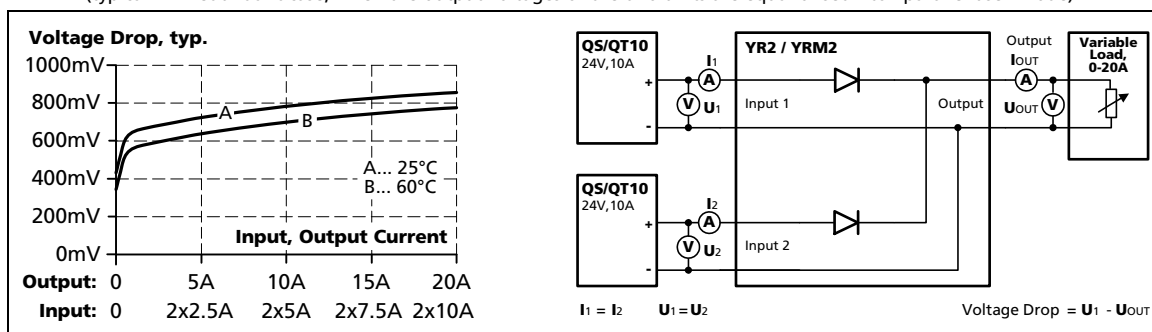 Voltage Drop, typ.
1000mV
800mV
600mV
400mV
200mV
0mV
A
B
A... 25°C
B... 60°C
Input, Output Current
Output: 0 5A 10A 15A 20A
Input: 0 2x2.5A 2x5A 2x7.5A 2x10A
QS/QT10
24V,10A
+
-
I1
A
V
U1
YR2 / YRM2
Input 1
Output
Output
IOUT
A
UOUT
V
Variable
Load,
0-20A
QS/QT10
24V,10A
+
-
I2
A
V
U2
Input 2
I1 = I2 U1=U2
Voltage Drop = U1 - UOUT